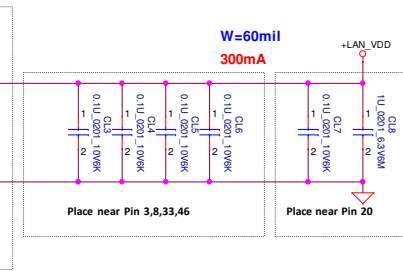 W=60mil
300mA
+LAN_VDD
1
2
CL3
0.1U_0201_10V6K
1
2
CL4
0.1U_0201_10V6K
1
2
CL5
0.1U_0201_10V6K
1
2
CL6
0.1U_0201_10V6K
1
2
CL7
0.1U_0201_10V6K
1
2
CL8
1U_0201_6.3V6M
Place near Pin 3,8,33,46
Place near Pin 20